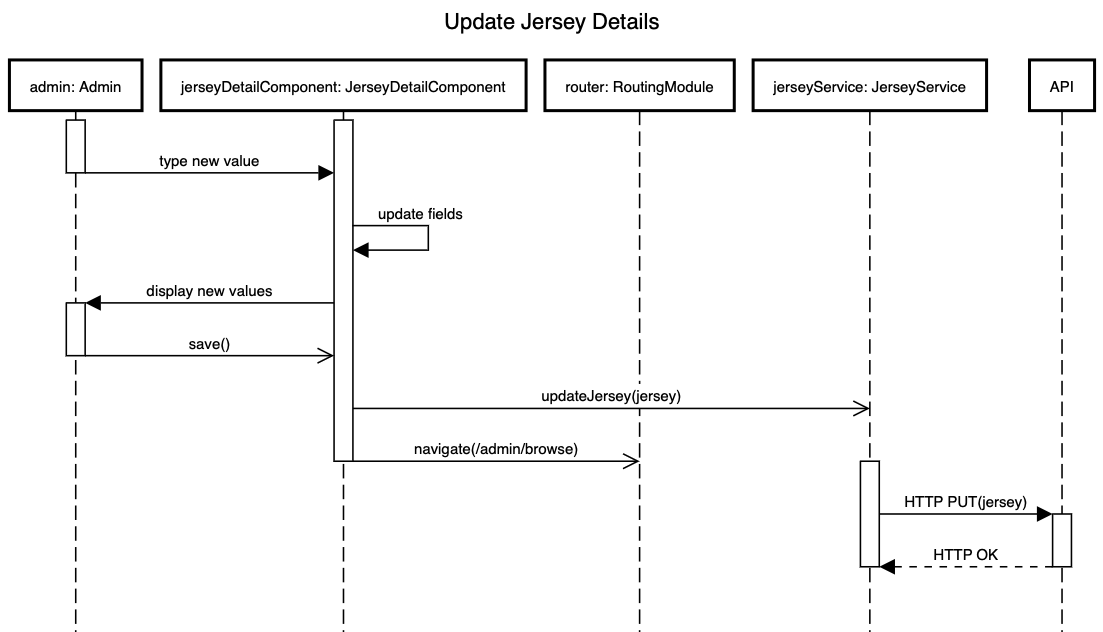 Update Jersey Details
admin: Admin
jerseyDetailComponent: JerseyDetailComponent
router: RoutingModule
jerseyService: JerseyService
API
type new value
update fields
display new values
save()
updateJersey(jersey)
navigate(/admin/browse)
HTTP PUT(jersey)
HTTP OK